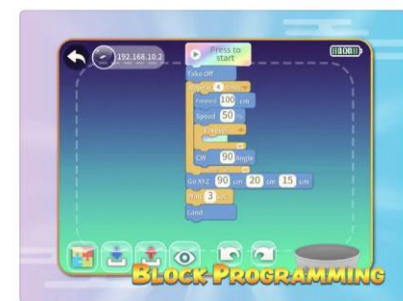 192.168.10.2
Press to
start
Take Off
4
Forward 100 cm
Speed 50 %
CW 90 Angle
Go XYZ 90 cm 20 cm 15 cm
Wait 3
Land
BLOCK PROGRAMMING